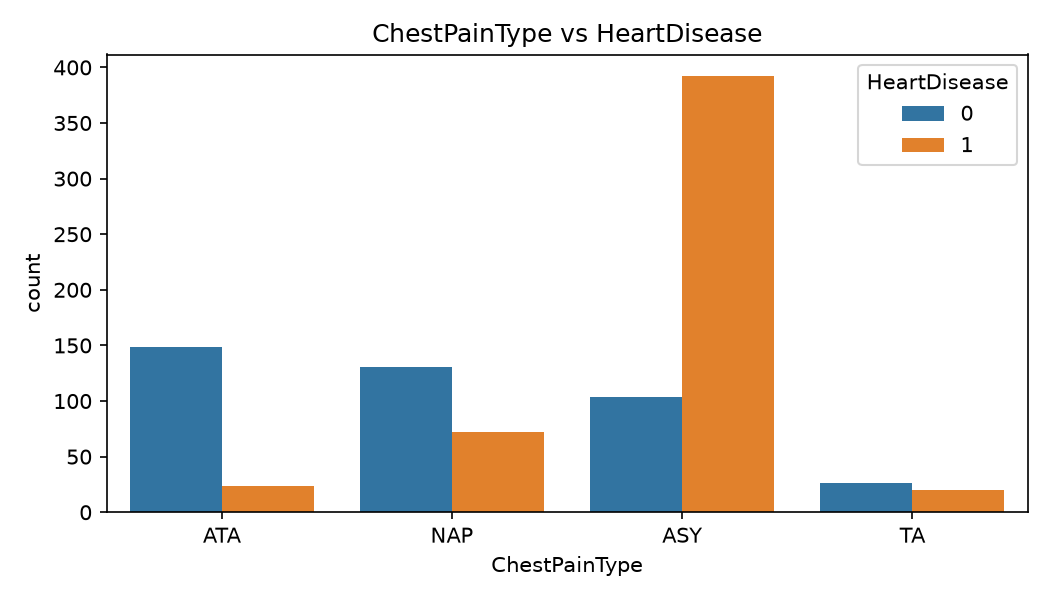 ChestPainType vs HeartDisease
HeartDisease
0
1
400
350
300
250
200
150
100
50
0
count
ATA NAP ASY TA
ChestPainType